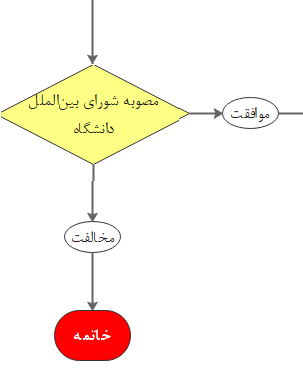 مصوبه شورای بین‌الملل
دانشگاه
موافقت
مخالفت
خاتمه